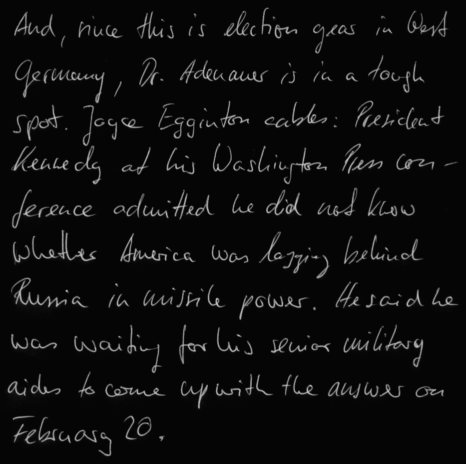 And, since this is election year in West
Germany, Dr. Adenauer is in a tough
spot. Joyce Egginton cables: President
Kennedy at his Washington Press con-
ference admitted he did not know
whether America was lagging behind
Russia in missile power. He said he
was waiting for his senior military
aides to come up with the answer on
February 20.